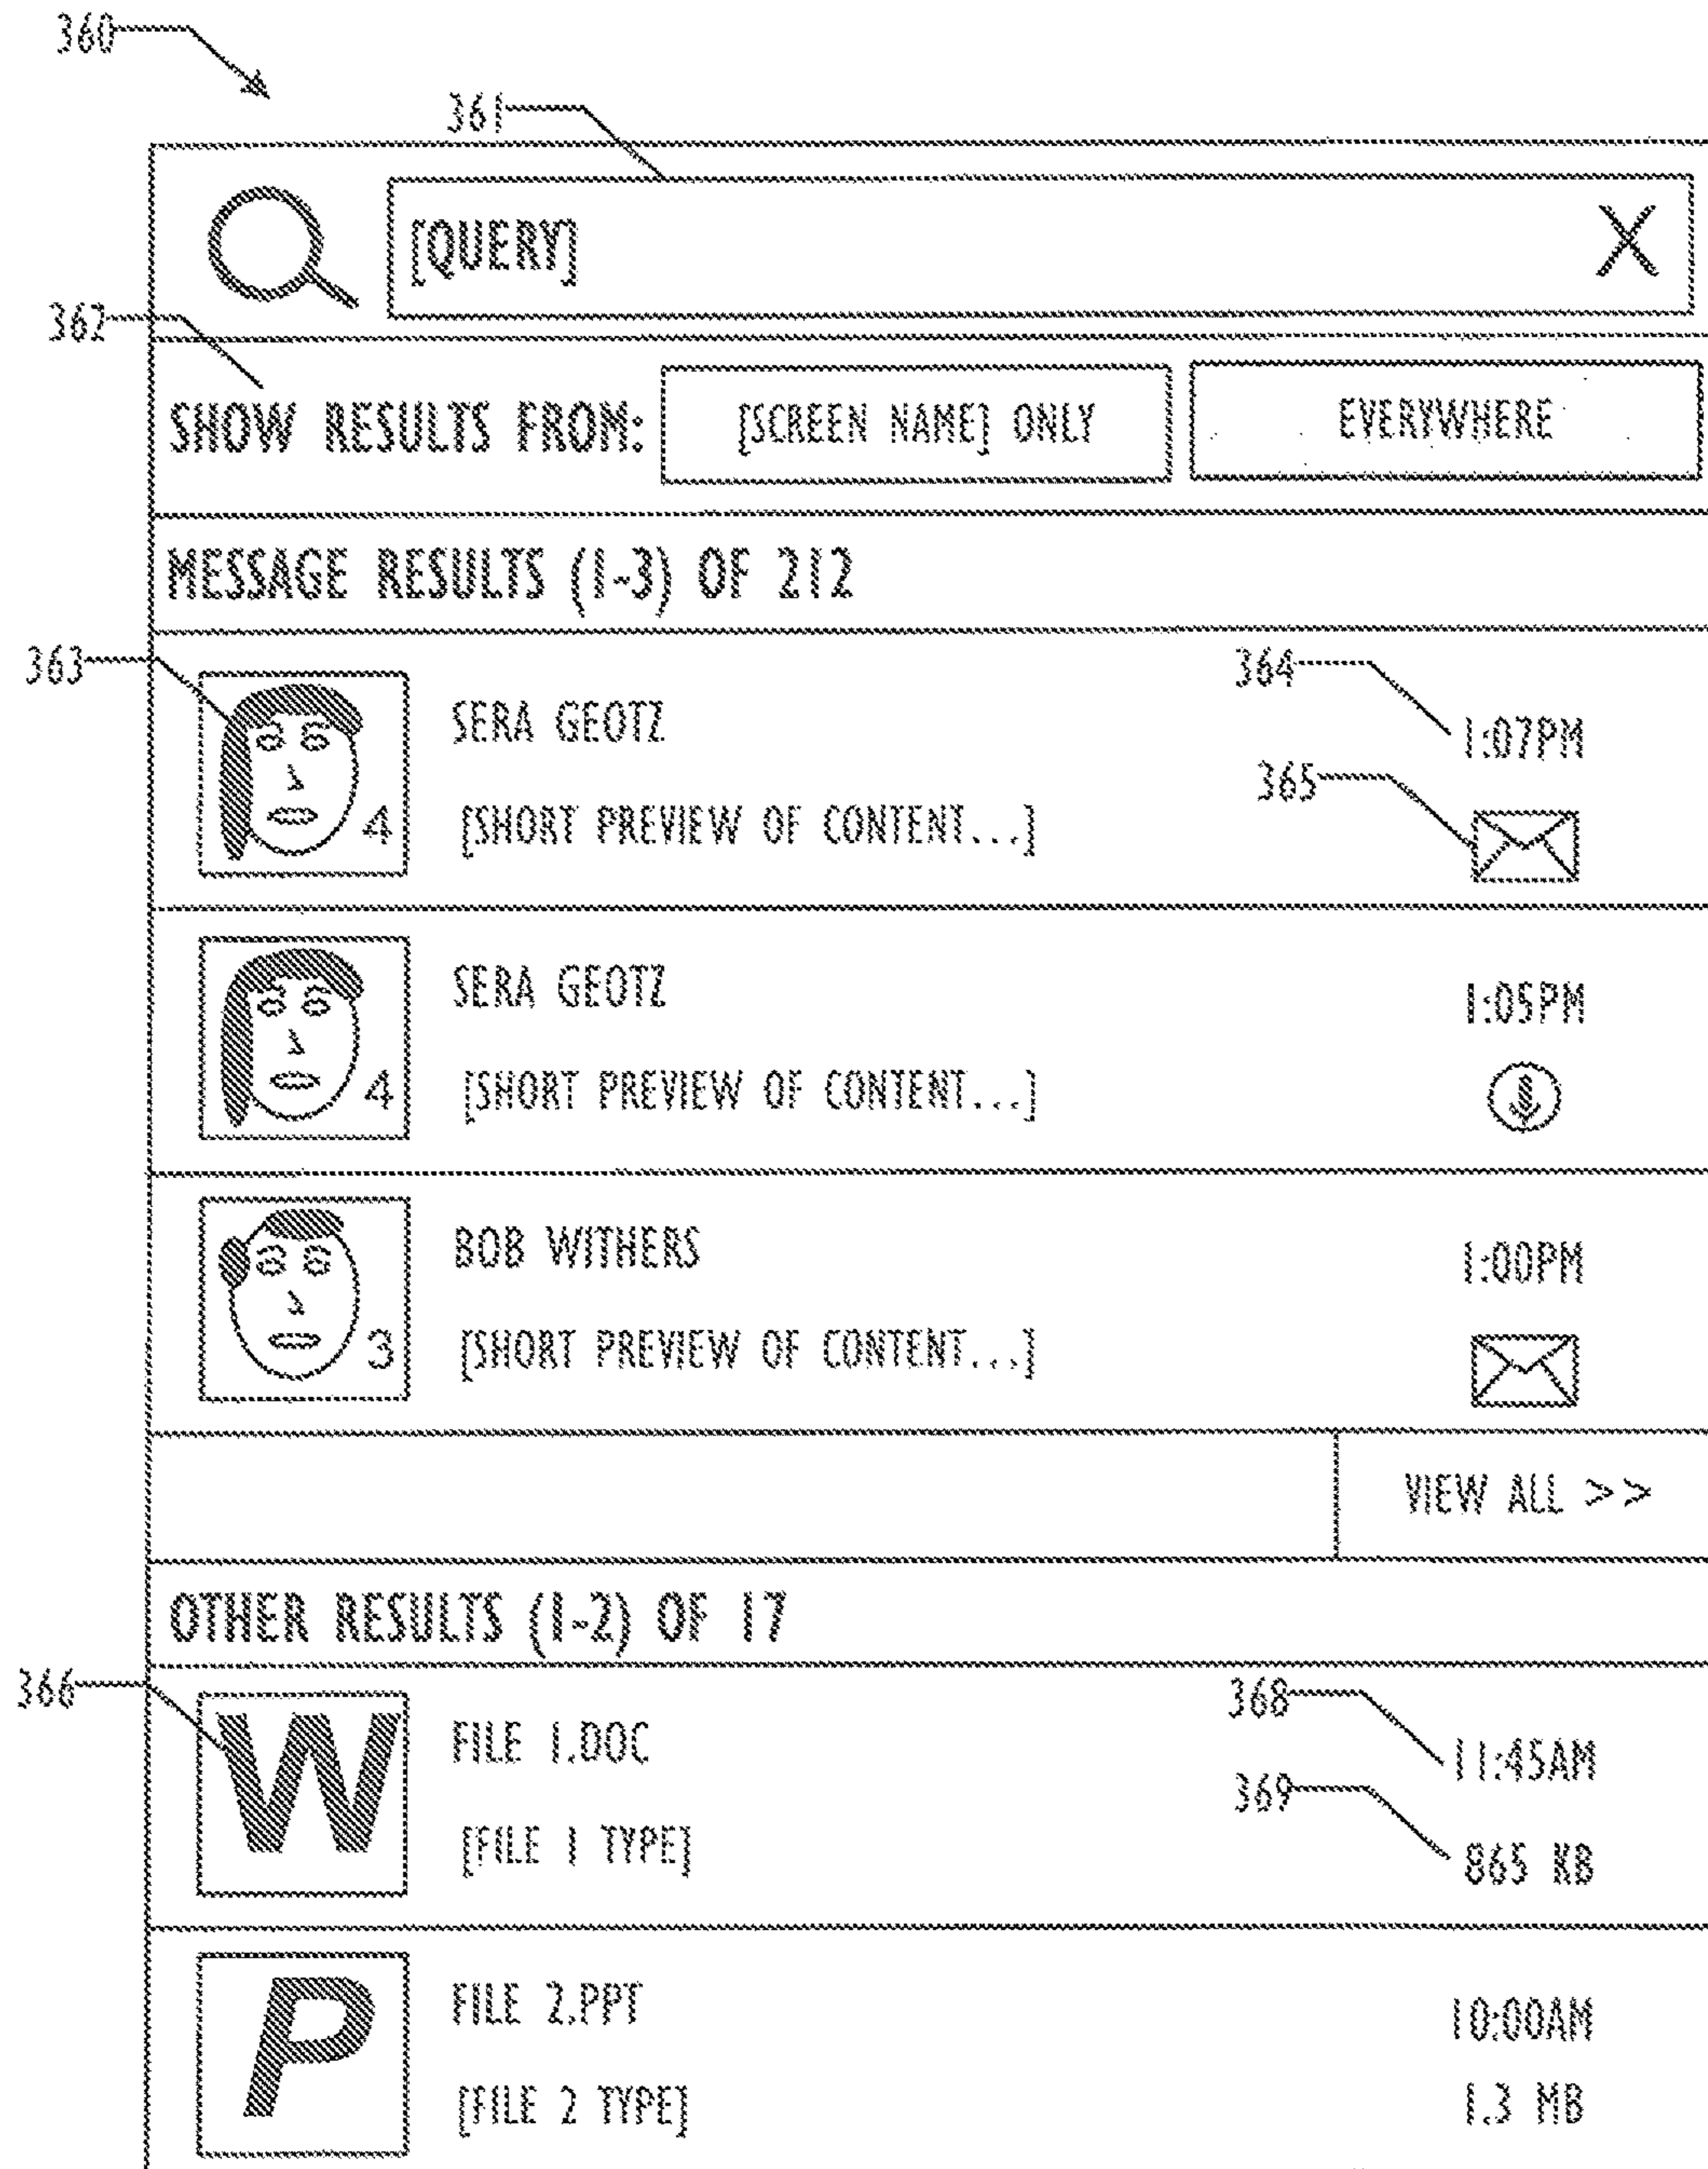 360
361
[QUERY] X
362
SHOW RESULTS FROM: [SCREEN NAME] ONLY EVERYWHERE
MESSAGE RESULTS (1-3) OF 212
363
364
SERA GEOTZ 1:07PM
365
4 [SHORT PREVIEW OF CONTENT...]
SERA GEOTZ 1:05PM
4 [SHORT PREVIEW OF CONTENT...]
BOB WITHERS 1:00PM
3 [SHORT PREVIEW OF CONTENT...]
VIEW ALL >>
OTHER RESULTS (1-2) OF 17
366
368
W FILE 1.DOC 11:45AM
369
[FILE 1 TYPE] 865 KB
P FILE 2.PPT 10:00AM
[FILE 2 TYPE] 1.3 MB